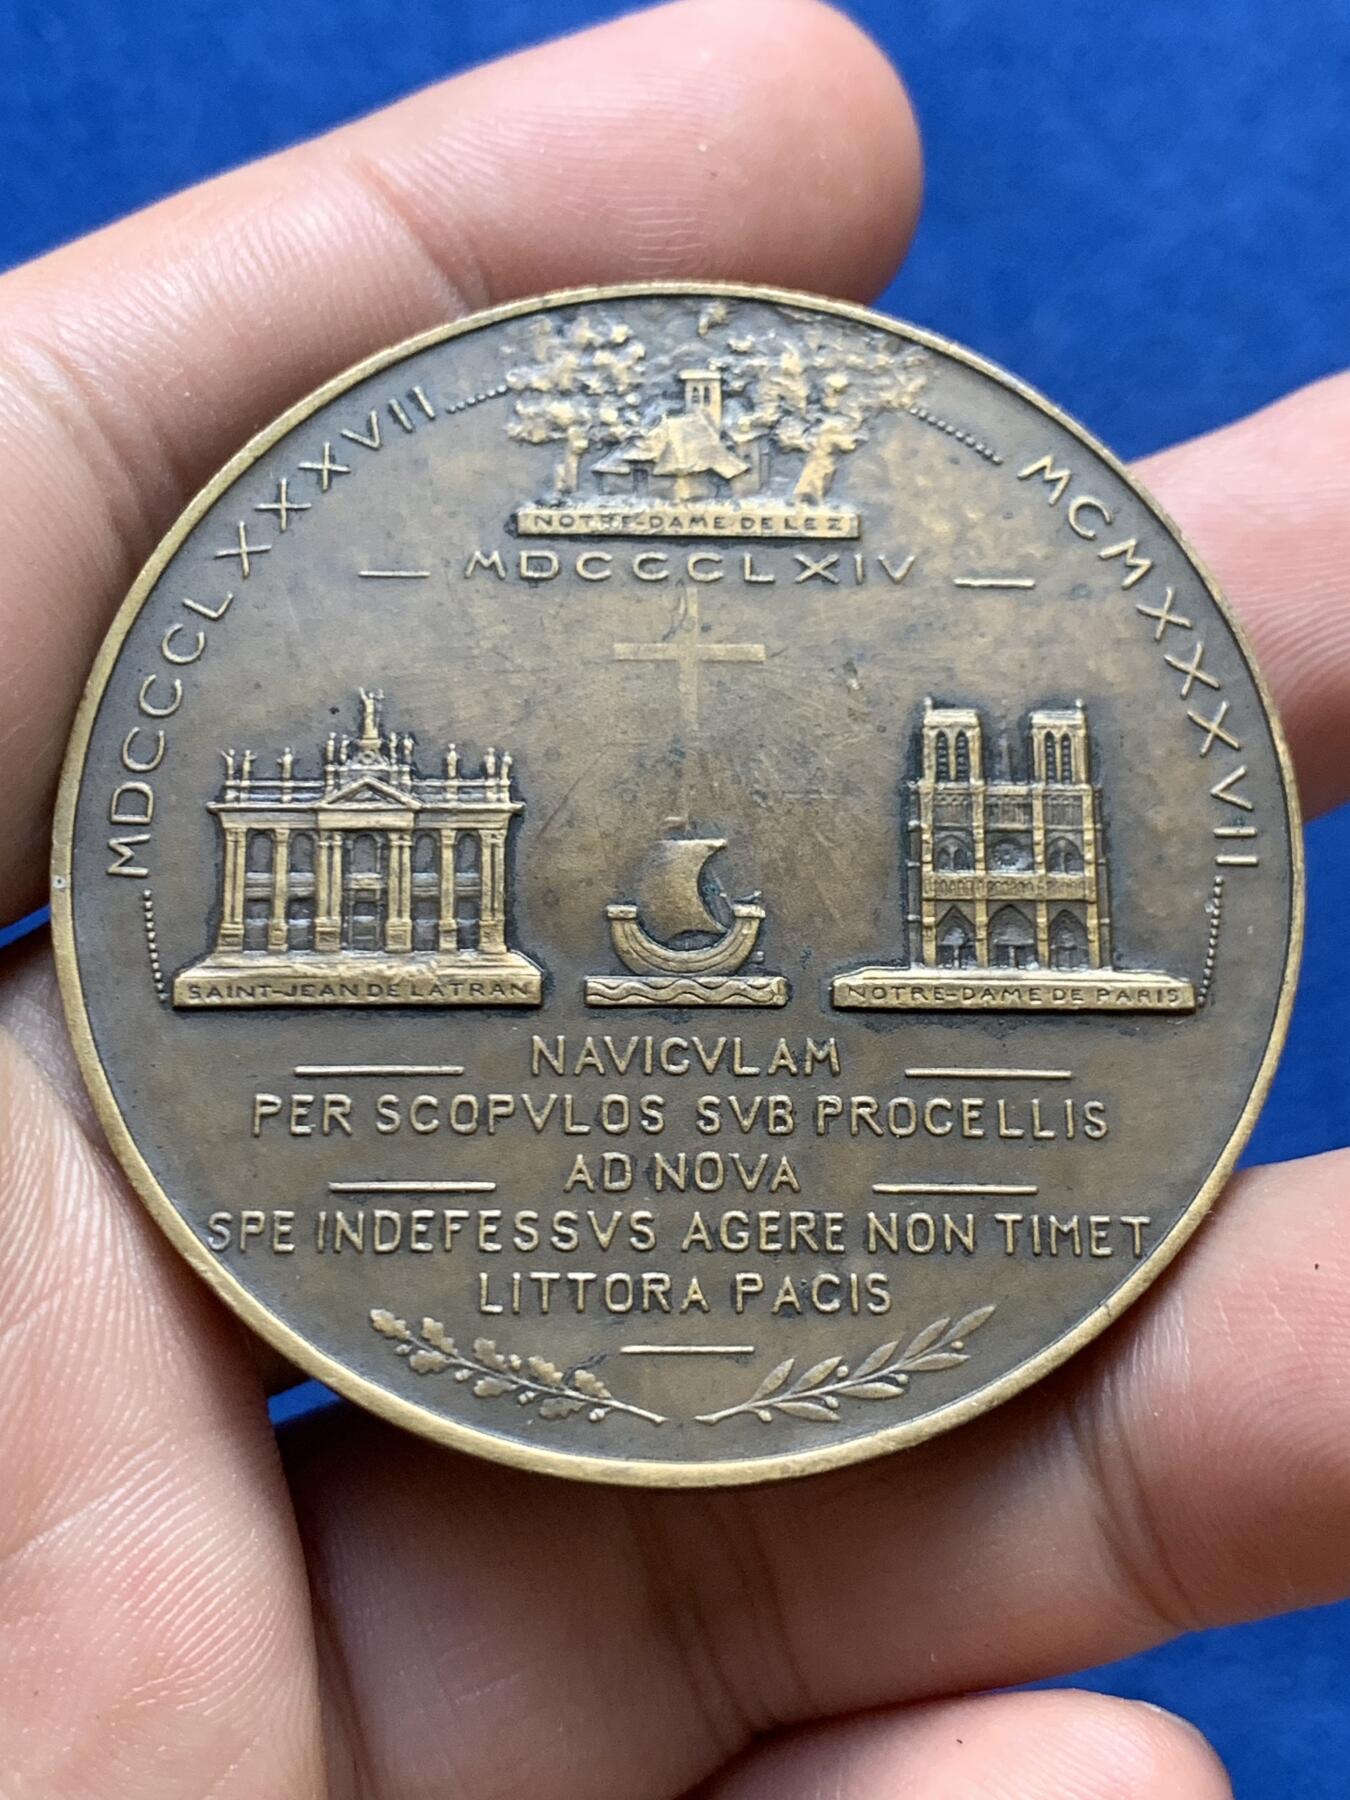 MDCCCLXXXVII
MCMXXXVII
NOTRE-DAME DE LEZ
MDCCCCLXIV
SAINT-JEAN DE LATRAN
NOTRE-DAME DE PARIS
NAVICVLAM
PER SCOPVLOS SVB PROCELLIS
AD NOVA
SPE INDEFESSVS AGERE NON TIMET
LITTORA PACIS